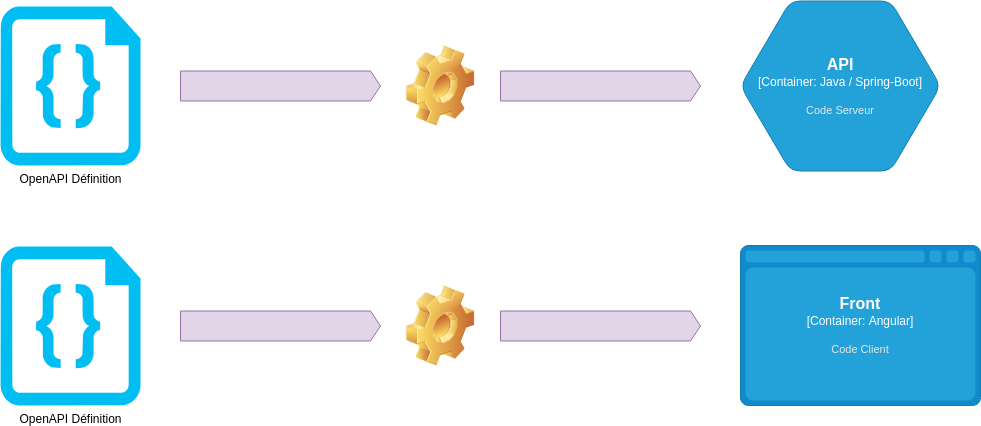 { }
OpenAPI Définition
API
[Container: Java / Spring-Boot]
Code Serveur
{ }
OpenAPI Définition
Front
[Container: Angular]
Code Client